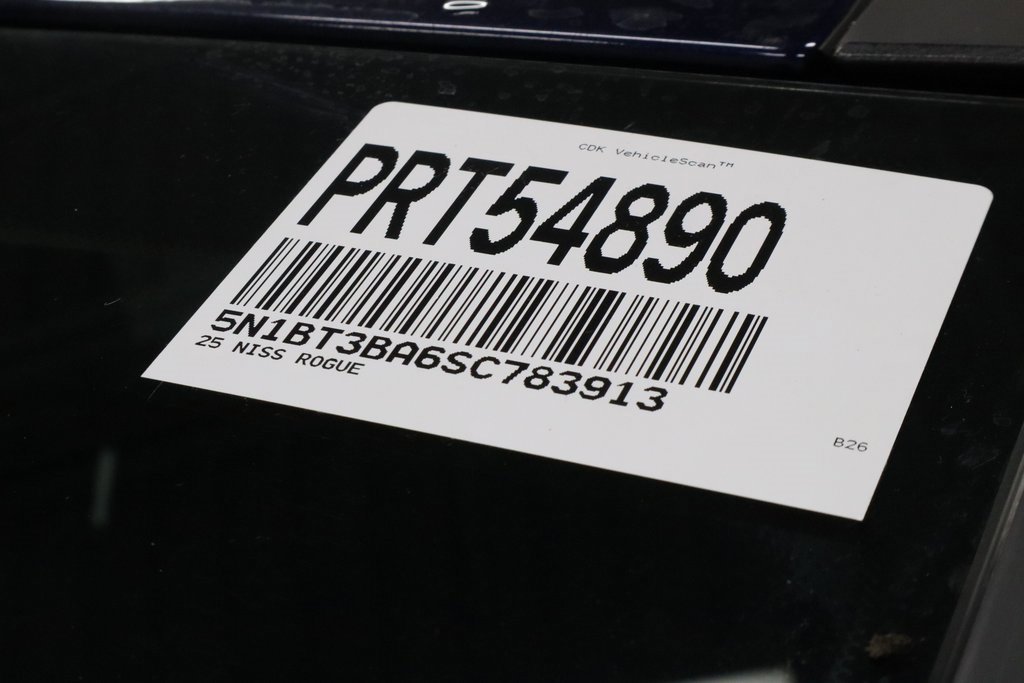 CDK VehicleScan™
PRT54890
5N1BT3BA6SC783913
25 NISS ROGUE
B26